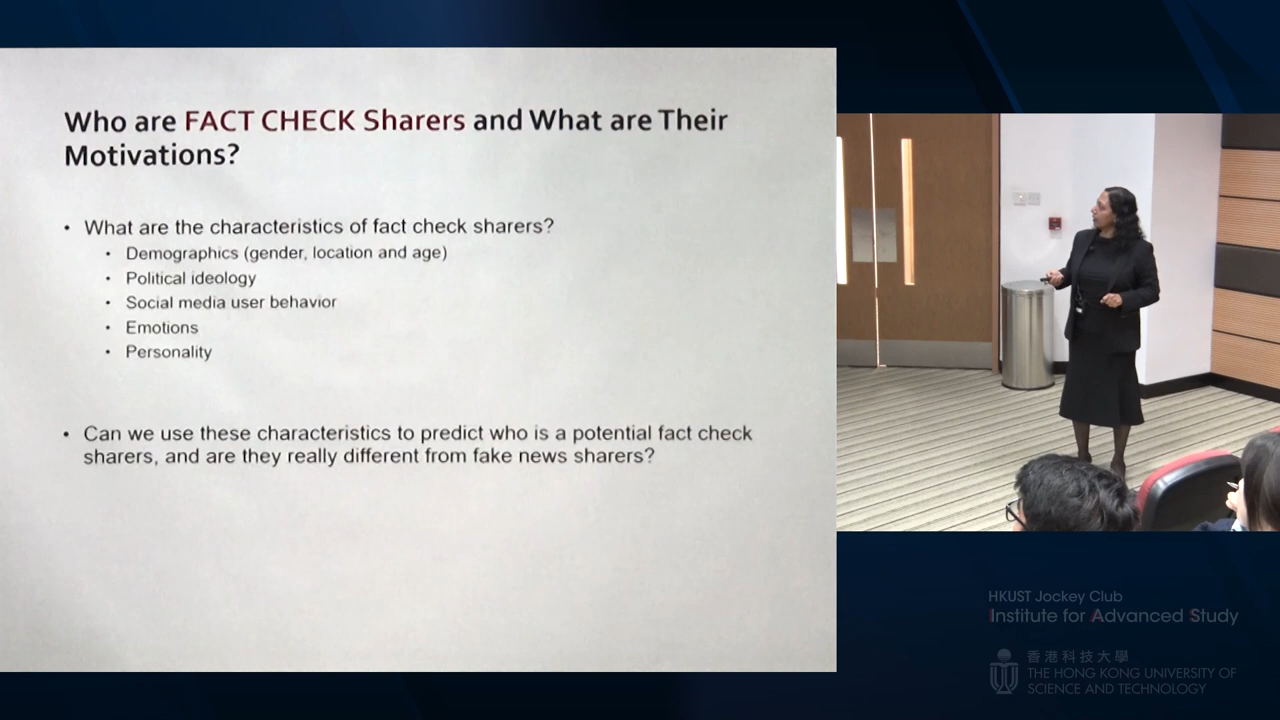 Who are FACT CHECK Sharers and What are Their
Motivations?
• What are the characteristics of fact check sharers?
• Demographics (gender, location and age)
• Political ideology
• Social media user behavior
• Emotions
• Personality
• Can we use these characteristics to predict who is a potential fact check
sharers, and are they really different from fake news sharers?
HKUST Jockey Club
Institute for Advanced Study
香港科技大學
THE HONG KONG UNIVERSITY OF
SCIENCE AND TECHNOLOGY